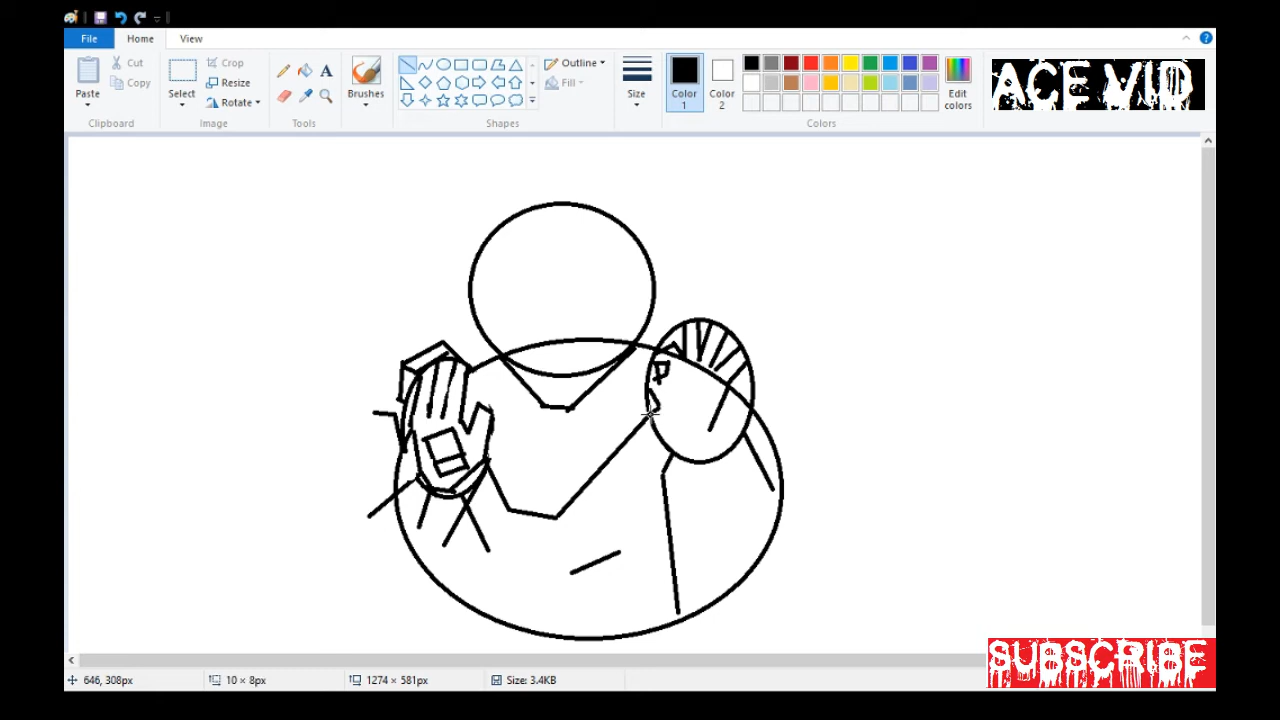 File Home View
ACE VID
Paste Cut Copy Select Crop Resize Rotate Brushes Size Outline Fill Color 1 Color 2 Edit colors
Clipboard Image Tools Shapes Colors
SUBSCRIBE
646, 308px 10 × 8px 1274 × 581px Size: 3.4KB